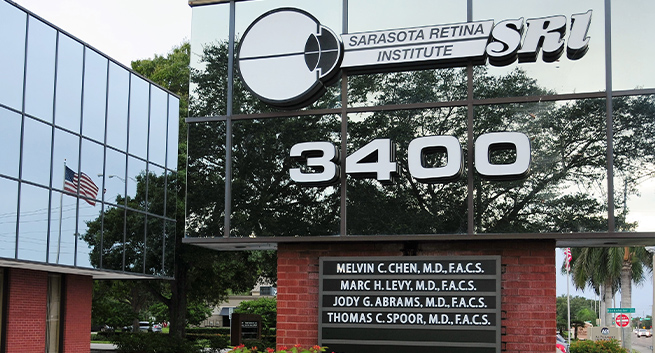 SARASOTA RETINA
INSTITUTE
SRI
3400
MELVIN C. CHEN, M.D., F.A.C.S.
MARC H. LEVY, M.D., F.A.C.S.
JODY G. ABRAMS, M.D., F.A.C.S.
THOMAS C. SPOOR, M.D., F.A.C.S.